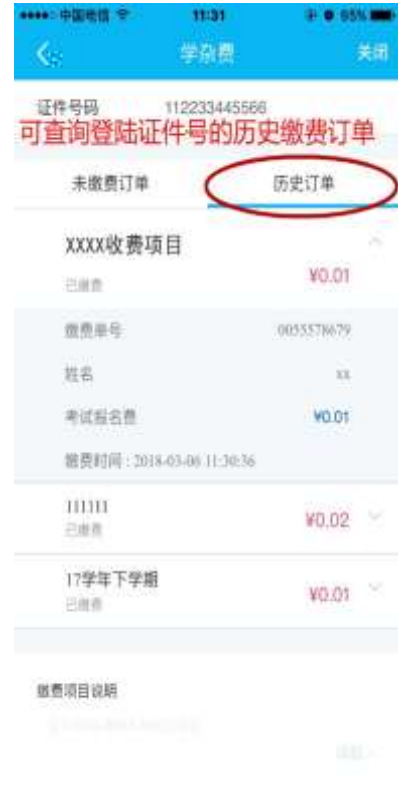 中国电信 11:31 65%
学杂费 关闭
证件号码 112233445566
可查询登陆证件号的历史缴费订单
未缴费订单 历史订单
XXXX收费项目
已缴费 ¥0.01
缴费单号 0055578679
姓名 xx
考试报名费 ¥0.01
缴费时间：2018-03-06 11:30:36
111111
已缴费 ¥0.02
17学年下学期
已缴费 ¥0.01
缴费项目说明